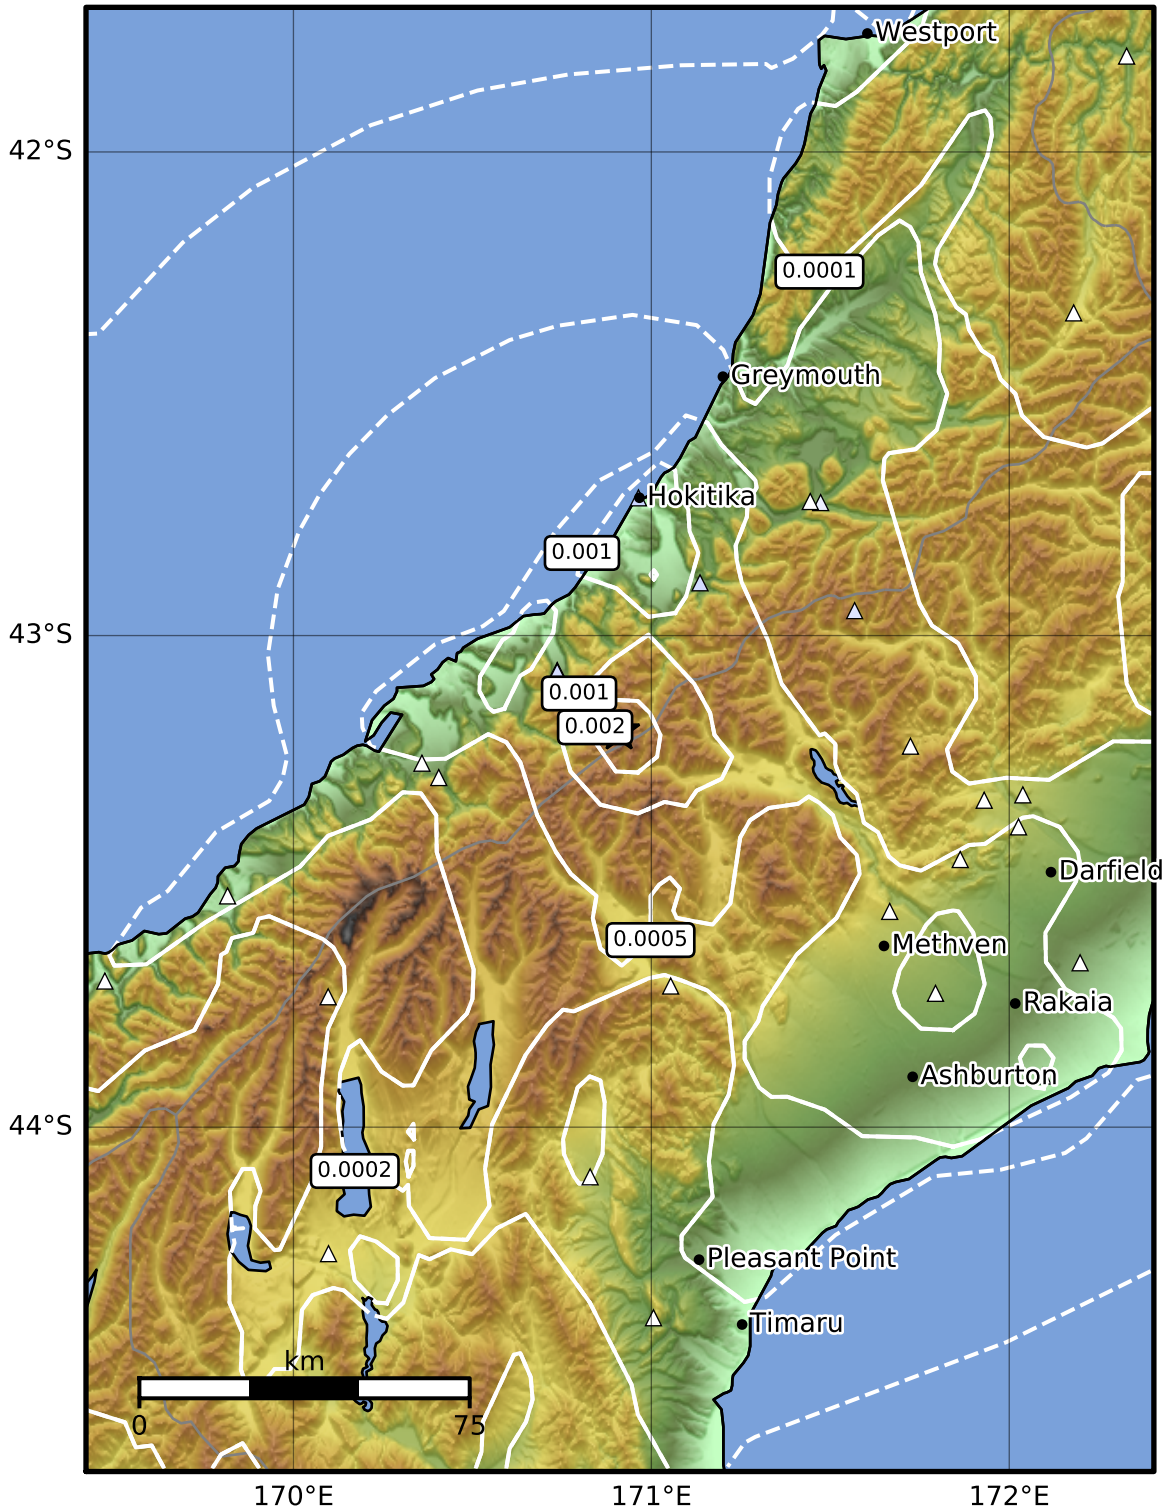 Westport
42°S
0.0001
Greymouth
Hokitika
0.001
43°S
0.001
0.002
Darfield
0.0005
Methven
Rakaia
Ashburton
44°S
0.0002
Pleasant Point
Timaru
km
0 75
170°E 171°E 172°E